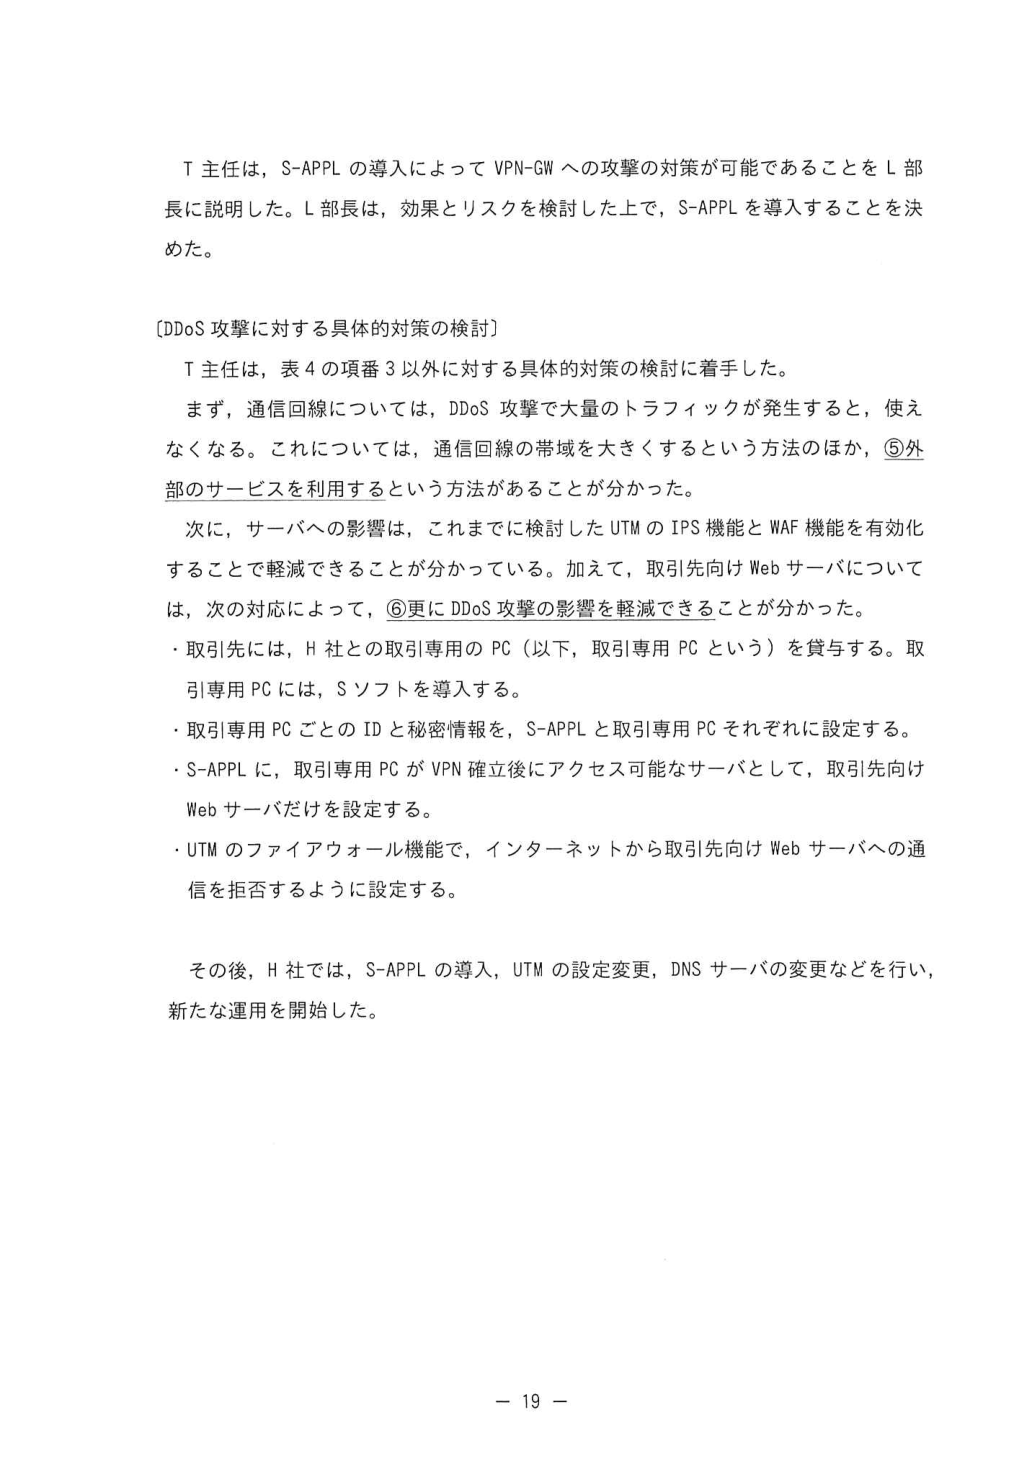 T 主任は，S-APPL の導入によって VPN-GW への攻撃の対策が可能であることを L 部
長に説明した。L 部長は，効果とリスクを検討した上で，S-APPL を導入することを決
めた。
〔DDoS 攻撃に対する具体的対策の検討〕
T 主任は，表 4 の項番 3 以外に対する具体的対策の検討に着手した。
まず，通信回線については，DDoS 攻撃で大量のトラフィックが発生すると，使え
なくなる。これについては，通信回線の帯域を大きくするという方法のほか，⑤外
部のサービスを利用するという方法があることが分かった。
次に，サーバへの影響は，これまでに検討した UTM の IPS 機能と WAF 機能を有効化
することで軽減できることが分かっている。加えて，取引先向け Web サーバについて
は，次の対応によって，⑥更に DDoS 攻撃の影響を軽減できることが分かった。
・取引先には，H 社との取引専用の PC（以下，取引専用 PC という）を貸与する。取
引専用 PC には，S ソフトを導入する。
・取引専用 PC ごとの ID と秘密情報を，S-APPL と取引専用 PC それぞれに設定する。
・S-APPL に，取引専用 PC が VPN 確立後にアクセス可能なサーバとして，取引先向け
Web サーバだけを設定する。
・UTM のファイアウォール機能で，インターネットから取引先向け Web サーバへの通
信を拒否するように設定する。
その後，H 社では，S-APPL の導入，UTM の設定変更，DNS サーバの変更などを行い，
新たな運用を開始した。
－ 19 －